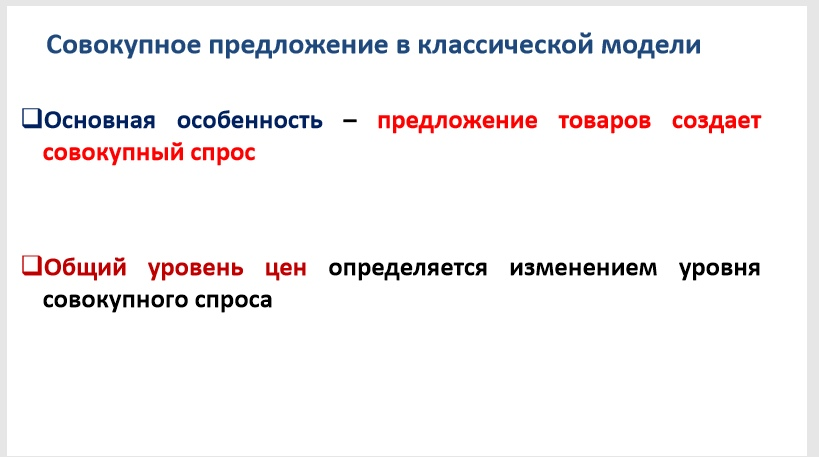 Совокупное предложение в классической модели
❑Основная особенность – предложение товаров создает
совокупный спрос
❑Общий уровень цен определяется изменением уровня
совокупного спроса